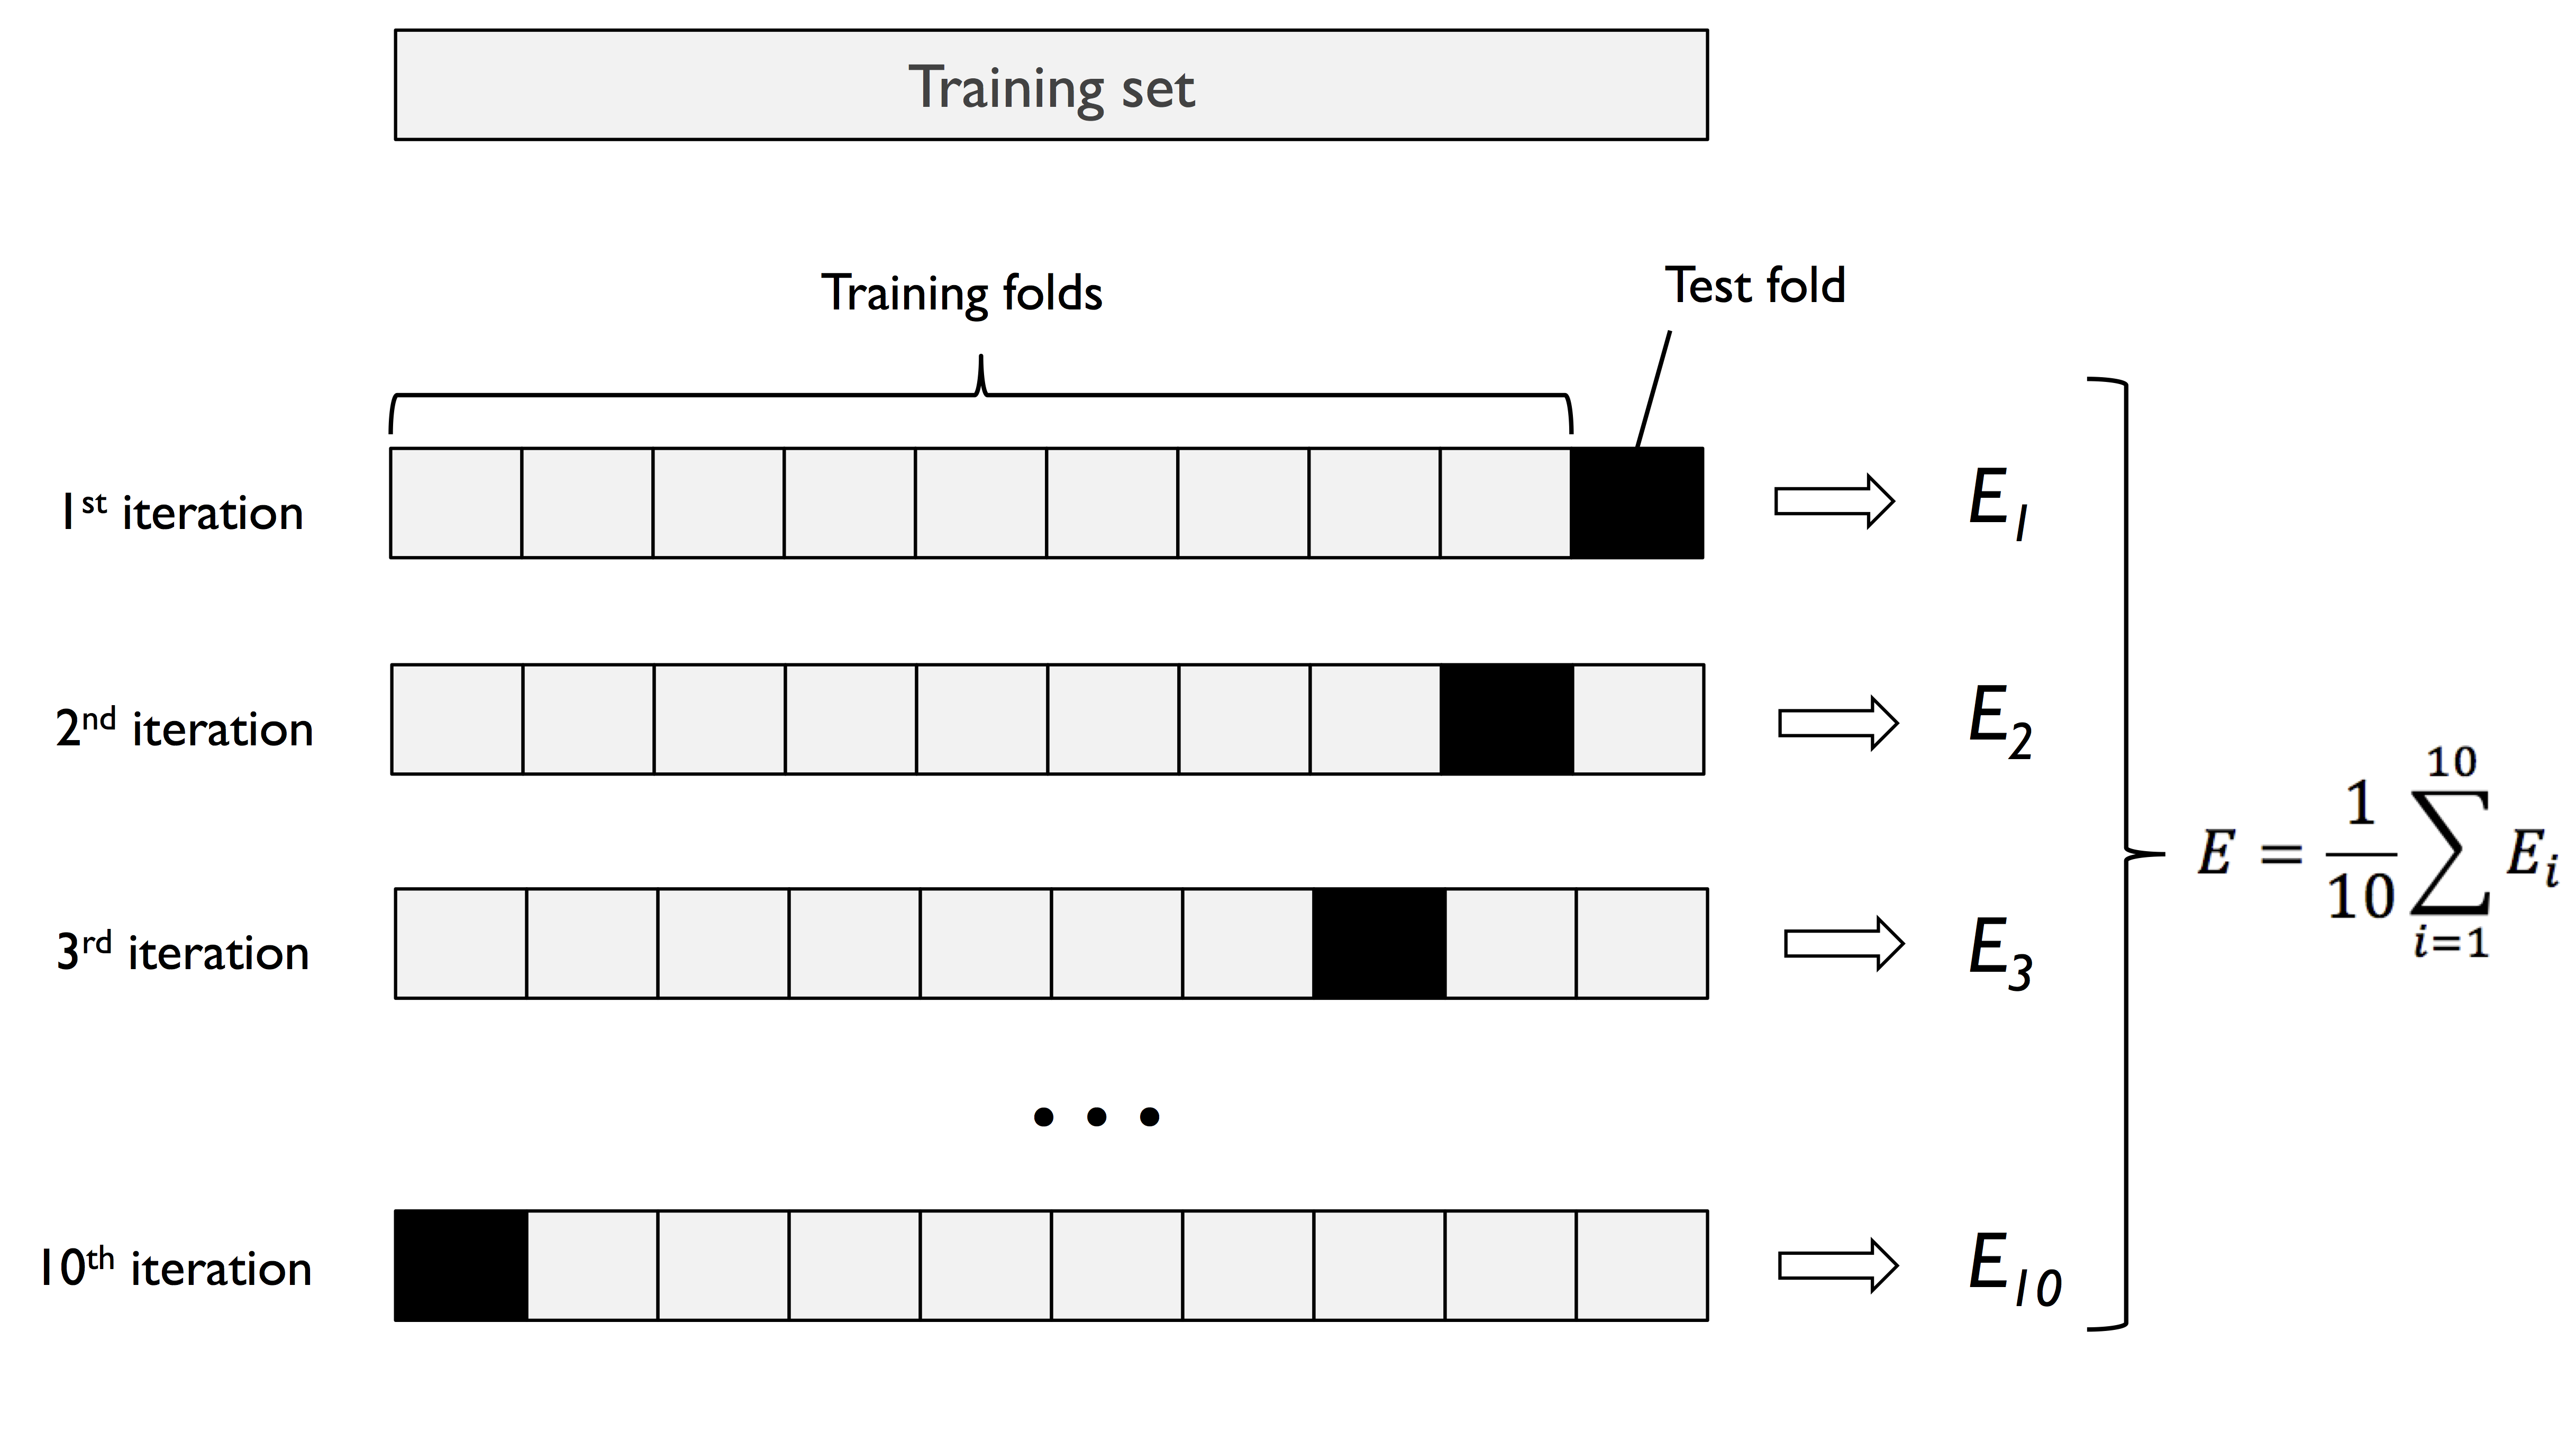 Training set
Training folds
Test fold
1st iteration
E1
2nd iteration
E2
3rd iteration
E3
E = 1/10 10∑i=1 Ei
• • •
10th iteration
E10